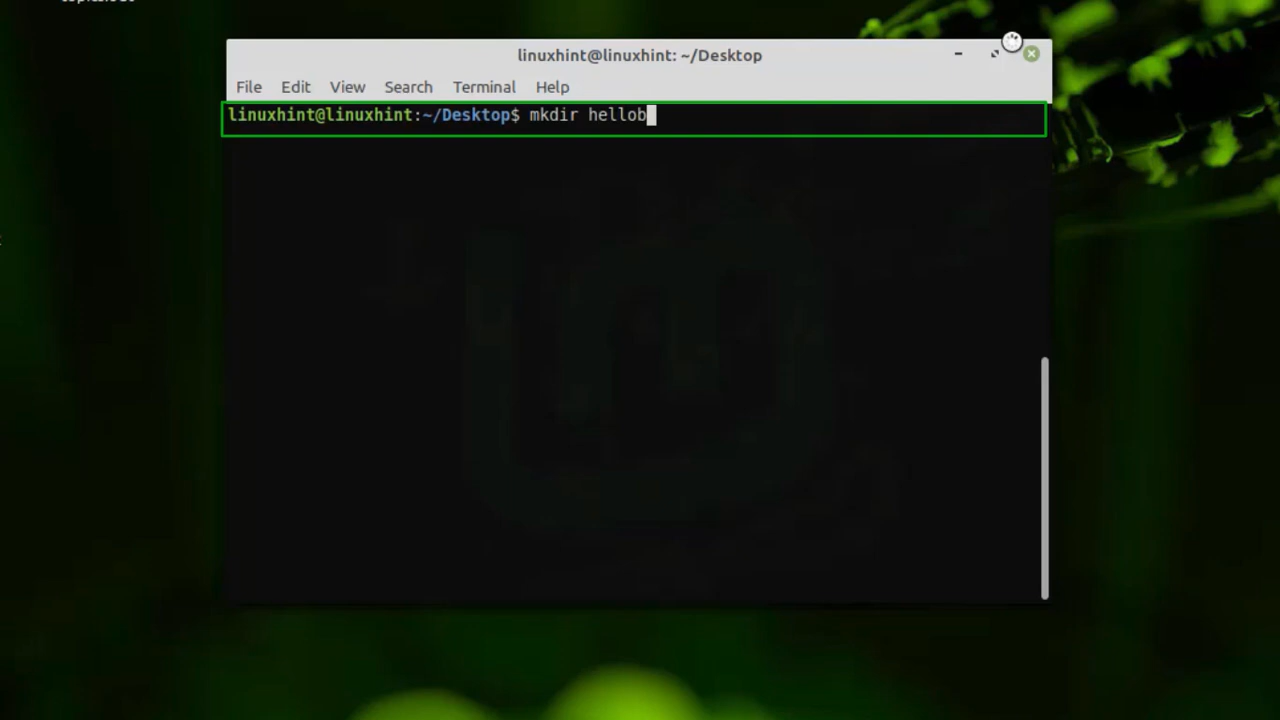 linuxhint@linuxhint: ~/Desktop
File Edit View Search Terminal Help
linuxhint@linuxhint:~/Desktop$ mkdir hellob